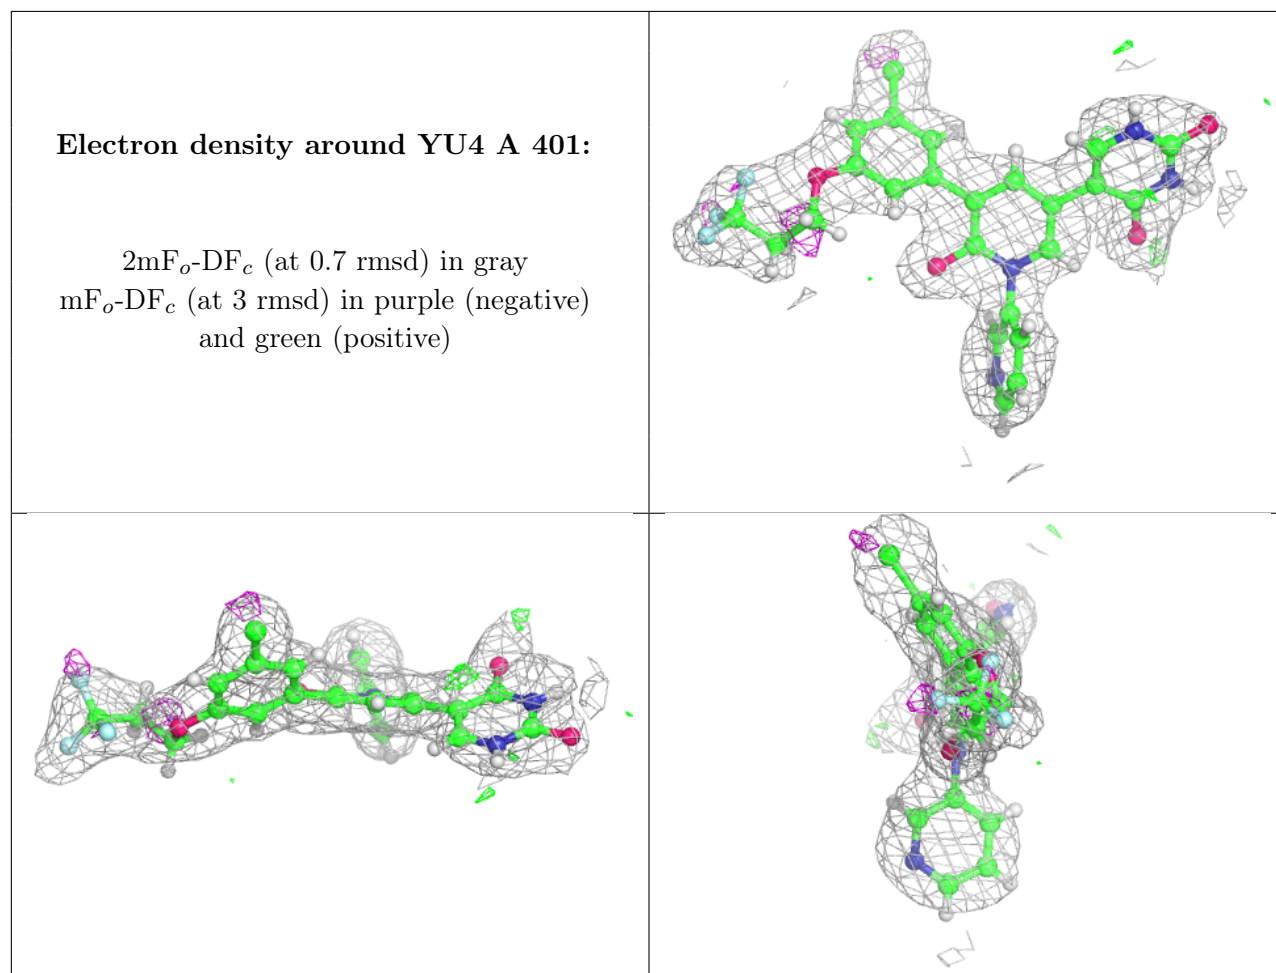 Electron density around YU4 A 401:
2mFo-DFc (at 0.7 rmsd) in gray
mFo-DFc (at 3 rmsd) in purple (negative)
and green (positive)